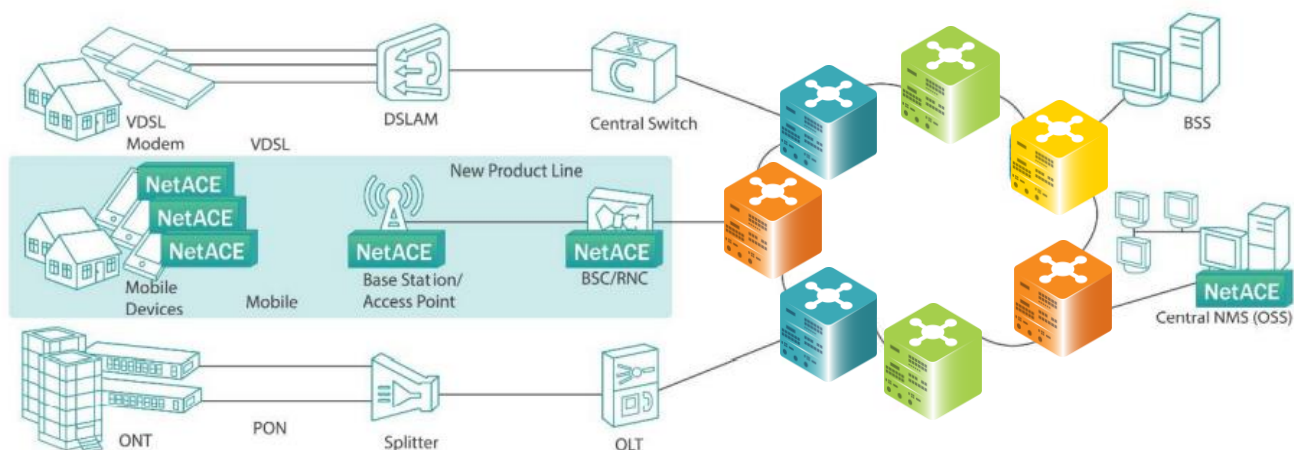 VDSL
Modem
VDSL
DSLAM
Central Switch
BSS
New Product Line
NetACE
NetACE
NetACE
Mobile
Devices
Mobile
NetACE
Base Station/
Access Point
NetACE
BSC/RNC
NetACE
Central NMS (OSS)
ONT
PON
Splitter
OLT
C